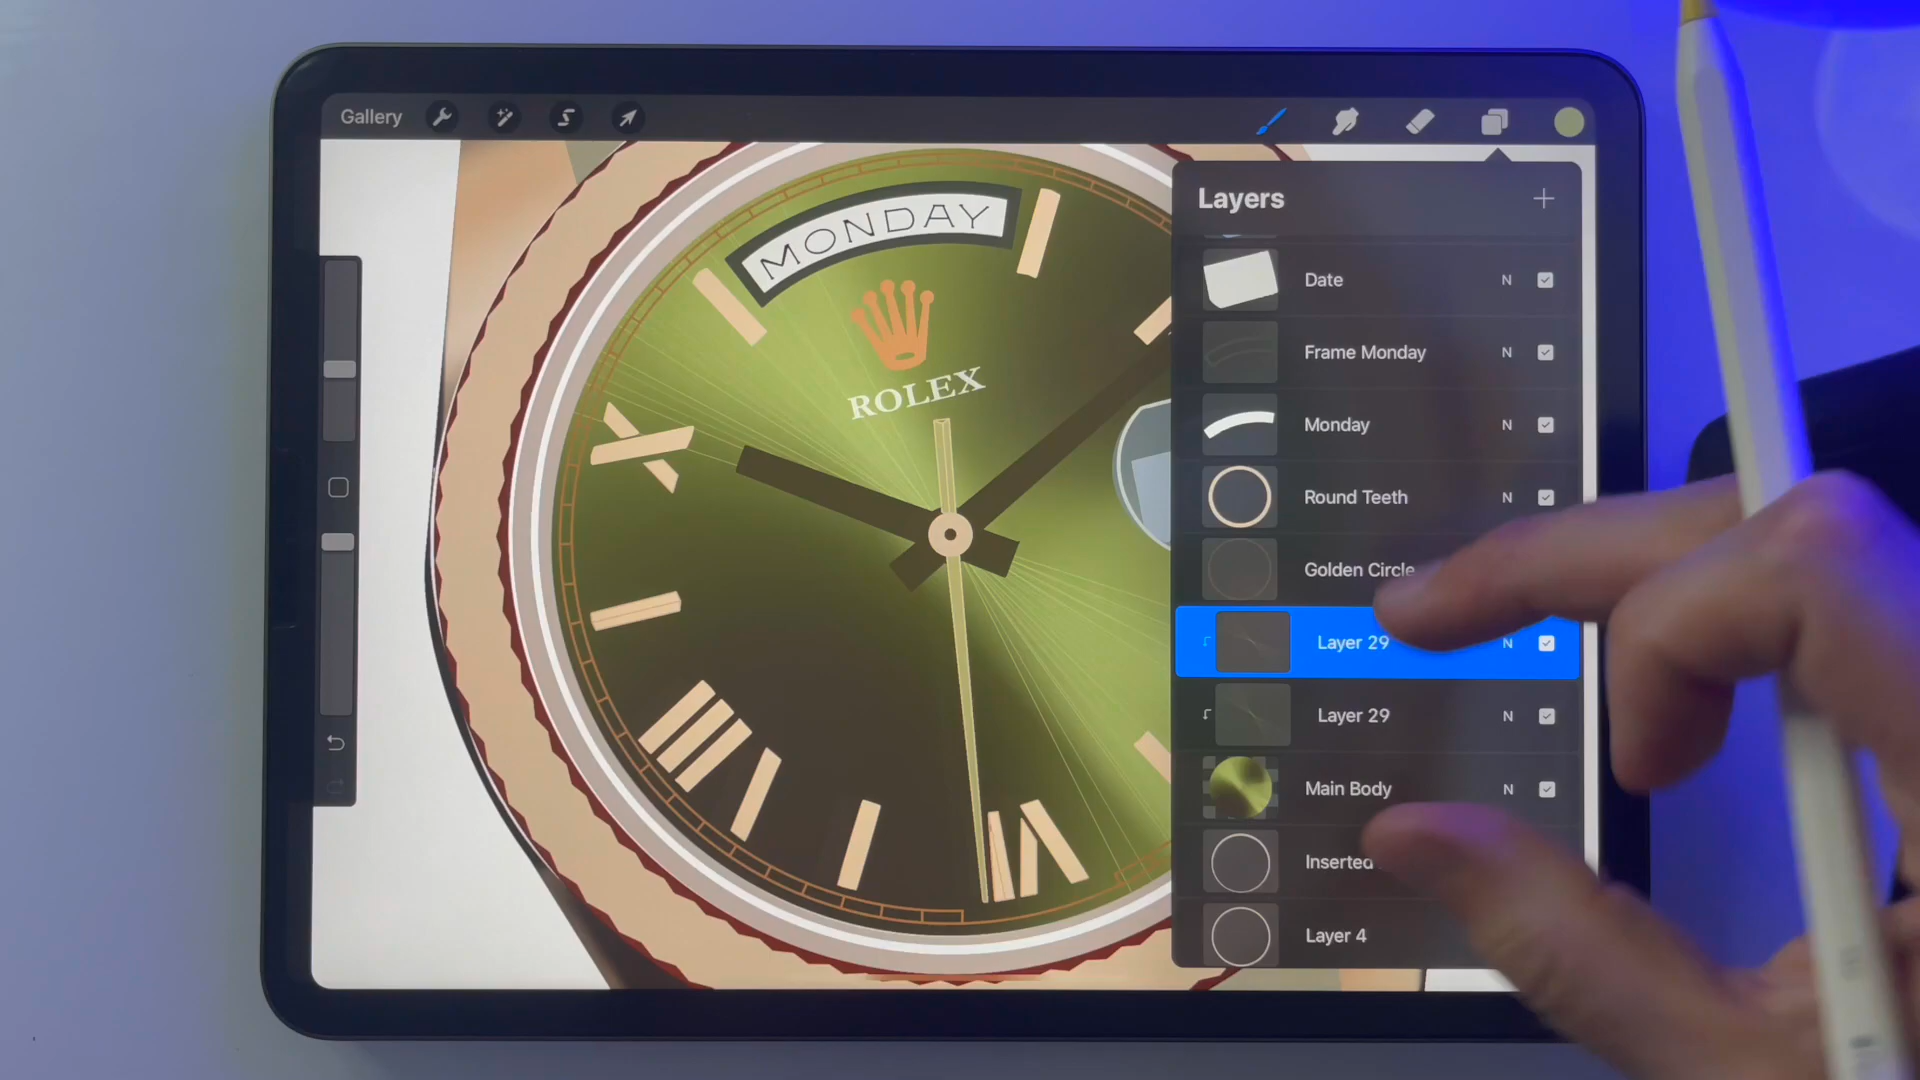 Gallery
Layers
Date N
Frame Monday N
Monday N
Round Teeth N
Golden Circle
Layer 29 N
Layer 29 N
Main Body N
Inserted
Layer 4
MONDAY
ROLEX